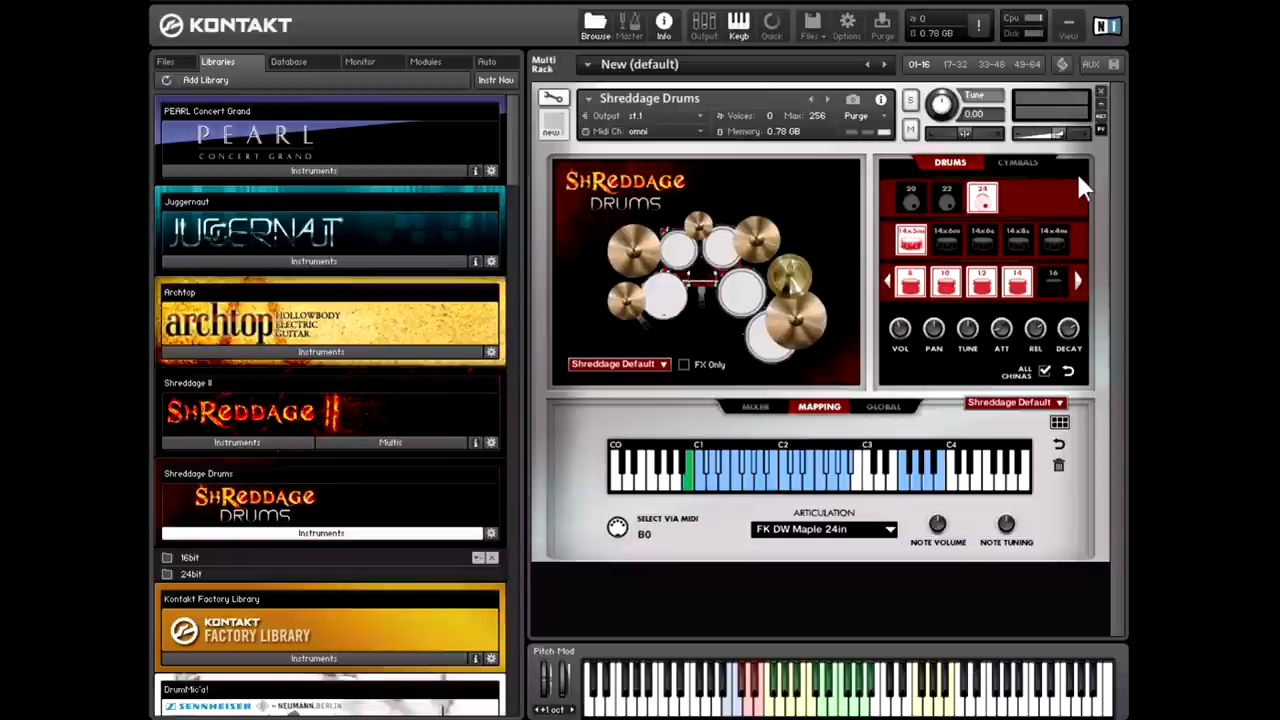 KONTAKT
Browse Master Info Output Keyb Quick Files Options Purge
0
0.78 GB
!
Cpu
Disk
View
Files Libraries Database Monitor Modules Auto
Add Library
Instr Nav
PEARL Concert Grand
PEARL
CONCERT GRAND
Instruments
Juggernaut
JUGGERNAUT
Instruments
Archtop
archtop HOLLOWBODY
ELECTRIC
GUITAR
Instruments
Shreddage II
SHREDDAGE II
Instruments Multis
Shreddage Drums
SHREDDAGE
DRUMS
Instruments
16bit
24bit
Kontakt Factory Library
KONTAKT
FACTORY LIBRARY
Instruments
DrumMic'a!
SENNHEISER NEUMANN.BERLIN
Multi
Rack
New (default)
01-16 17-32 33-48 49-64 AUX
new
Shreddage Drums
Output st.1 Voices: 0 Max: 256 Purge
Midi Ch: omni Memory: 0.78 GB
S
M
Tune
0.00
SHREDDAGE
DRUMS
Shreddage Default
FX Only
DRUMS CYMBALS
20 22 24
14x5m 14x6m 14x6s 14x8s 14x4m
8 10 12 14 16
VOL PAN TUNE ATT REL DECAY
ALL
CHINAS
MIXER MAPPING GLOBAL
Shreddage Default
C0 C1 C2 C3 C4
SELECT VIA MIDI
B0
ARTICULATION
FK DW Maple 24in
NOTE VOLUME NOTE TUNING
Pitch Mod
+1 oct